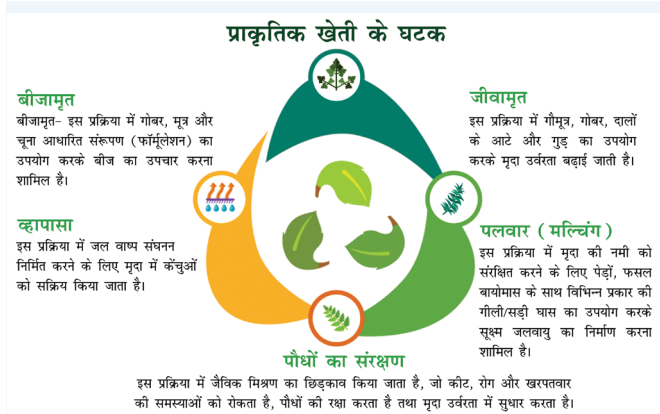 प्राकृतिक खेती के घटक
बीजामृत
बीजामृत– इस प्रक्रिया में गोबर, मूत्र और
चूना आधारित संरूपण (फॉर्मूलेशन) का
उपयोग करके बीज का उपचार करना
शामिल है।
जीवामृत
इस प्रक्रिया में गौमूत्र, गोबर, दालों
के आटे और गुड़ का उपयोग
करके मृदा उर्वरता बढ़ाई जाती है।
व्हापासा
इस प्रक्रिया में जल वाष्प संघनन
निर्मित करने के लिए मृदा में केंचुओं
को सक्रिय किया जाता है।
पलवार (मल्चिंग)
इस प्रक्रिया में मृदा की नमी को
संरक्षित करने के लिए पेड़ों, फसल
बायोमास के साथ विभिन्न प्रकार की
गीली/सड़ी घास का उपयोग करके
सूक्ष्म जलवायु का निर्माण करना
शामिल है।
पौधों का संरक्षण
इस प्रक्रिया में जैविक मिश्रण का छिड़काव किया जाता है, जो कीट, रोग और खरपतवार
की समस्याओं को रोकता है, पौधों की रक्षा करता है तथा मृदा उर्वरता में सुधार करता है।